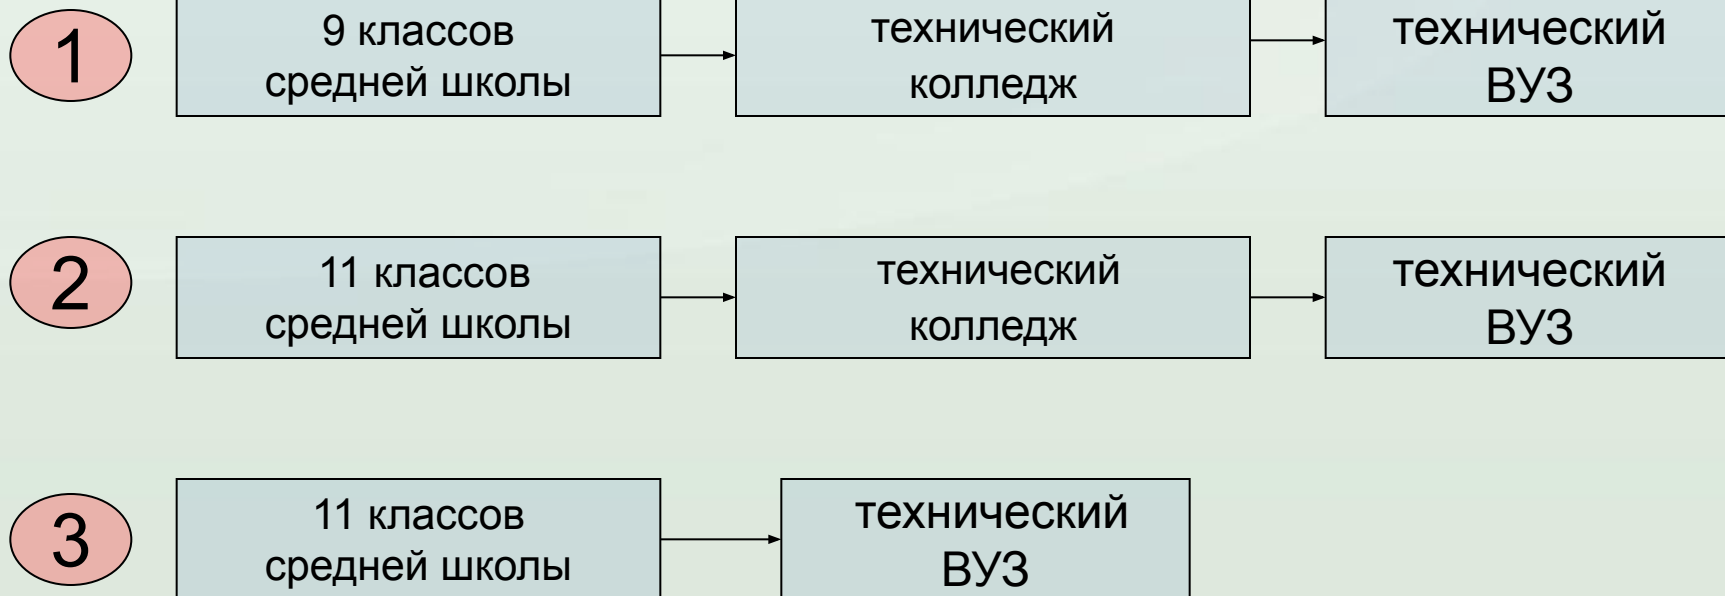 1
9 классов
средней школы
технический
колледж
технический
ВУЗ
2
11 классов
средней школы
технический
колледж
технический
ВУЗ
3
11 классов
средней школы
технический
ВУЗ